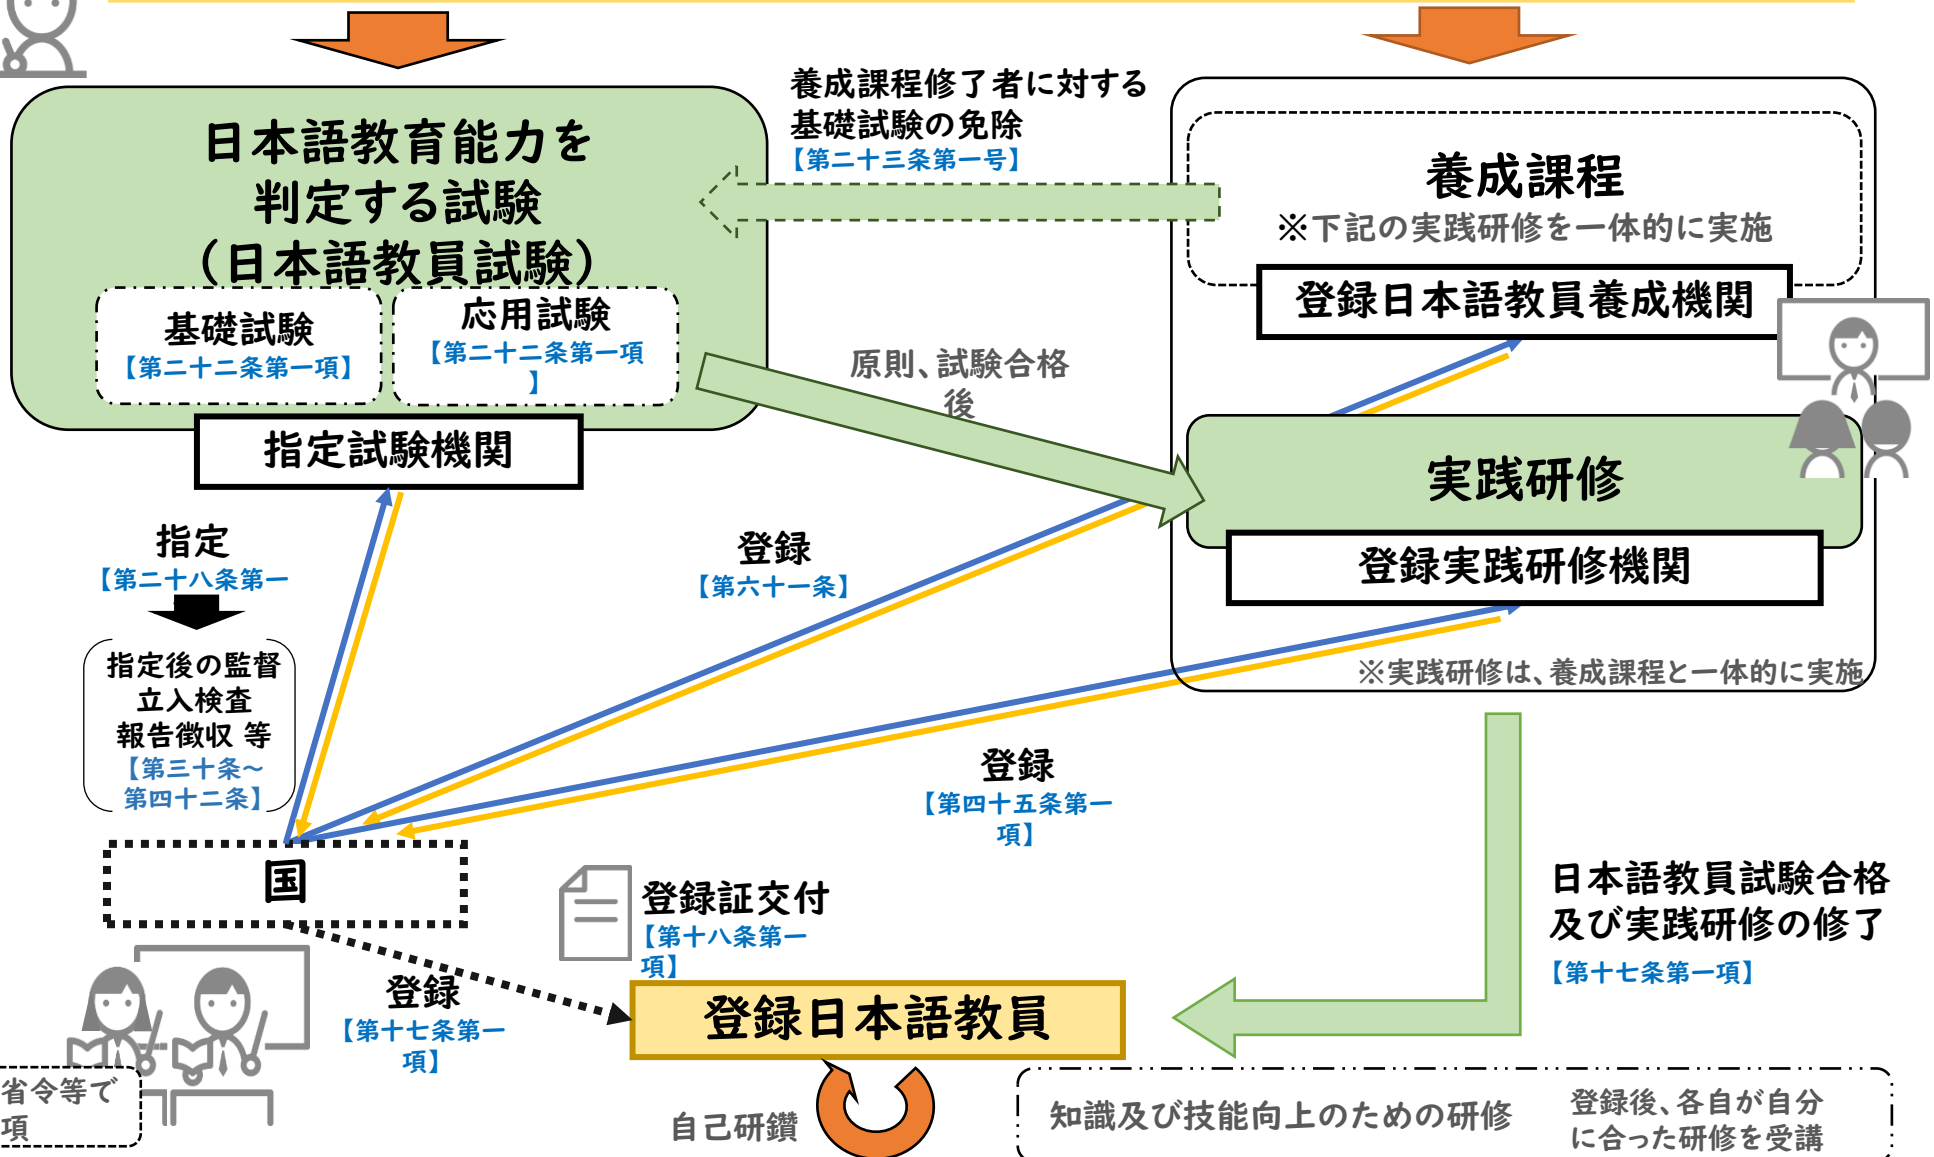 養成課程修了者に対する
基礎試験の免除
【第二十三条第一号】
日本語教育能力を
判定する試験
（日本語教員試験）
基礎試験
【第二十二条第一項】
応用試験
【第二十二条第一項
】
指定試験機関
養成課程
※下記の実践研修を一体的に実施
登録日本語教員養成機関
原則、試験合格
後
実践研修
登録実践研修機関
※実践研修は、養成課程と一体的に実施
指定
【第二十八条第一
指定後の監督
立入検査
報告徴収 等
【第三十条～
第四十二条】
登録
【第六十一条】
登録
【第四十五条第一
項】
国
登録証交付
【第十八条第一
項】
登録
【第十七条第一
項】
登録日本語教員
日本語教員試験合格
及び実践研修の修了
【第十七条第一項】
省令等で
項
自己研鑽
知識及び技能向上のための研修
登録後、各自が自分
に合った研修を受講